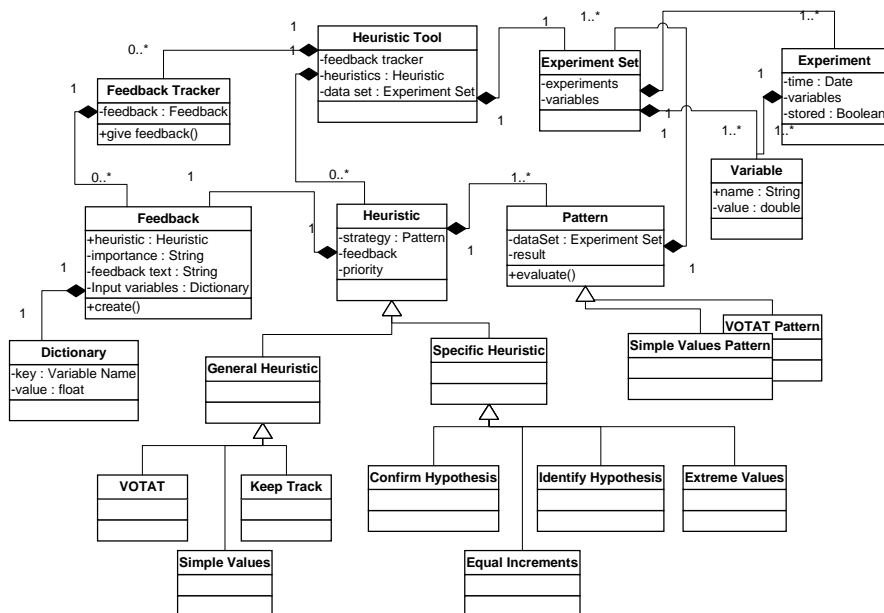 Heuristic Tool
-feedback tracker
-heuristics : Heuristic
-data set : Experiment Set
1
1
0..*
1
1
1
1..*
1..*
Experiment Set
-experiments
-variables
1
1
Experiment
-time : Date
-variables
-stored : Boolean
1
1..*
1..*
Feedback Tracker
-feedback : Feedback
+give feedback()
1
0..*
Variable
+name : String
-value : double
1
0..*
1..*
Feedback
+heuristic : Heuristic
-importance : String
-feedback text : String
-Input variables : Dictionary
+create()
1
1
Heuristic
-strategy : Pattern
-feedback
-priority
1
1
Pattern
-dataSet : Experiment Set
-result
+evaluate()
1
Dictionary
-key : Variable Name
-value : float
General Heuristic
Specific Heuristic
Simple Values Pattern
VOTAT Pattern
VOTAT
Keep Track
Simple Values
Confirm Hypothesis
Identify Hypothesis
Extreme Values
Equal Increments